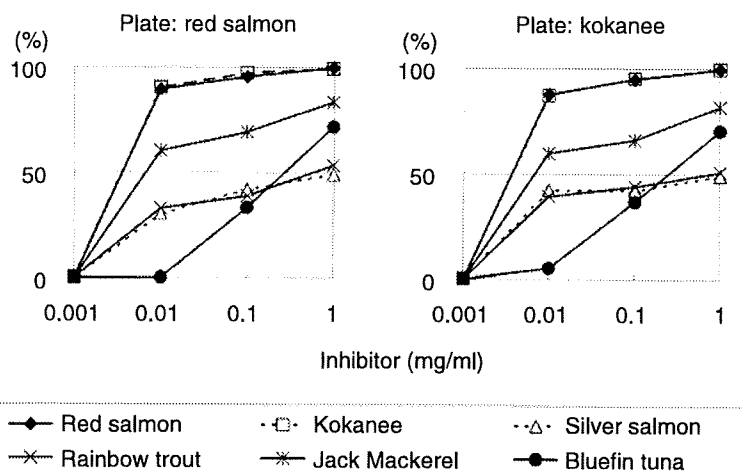 Plate: red salmon
(%)
100
50
0
0.001 0.01 0.1 1
Plate: kokanee
(%)
100
50
0
0.001 0.01 0.1 1
Inhibitor (mg/ml)
Red salmon Kokanee Silver salmon
Rainbow trout Jack Mackerel Bluefin tuna